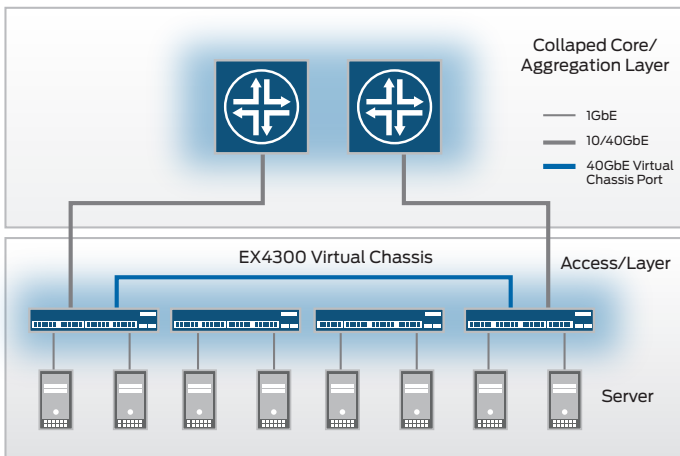 Collaped Core/
Aggregation Layer
1GbE
10/40GbE
40GbE Virtual
Chassis Port
EX4300 Virtual Chassis
Access/Layer
Server